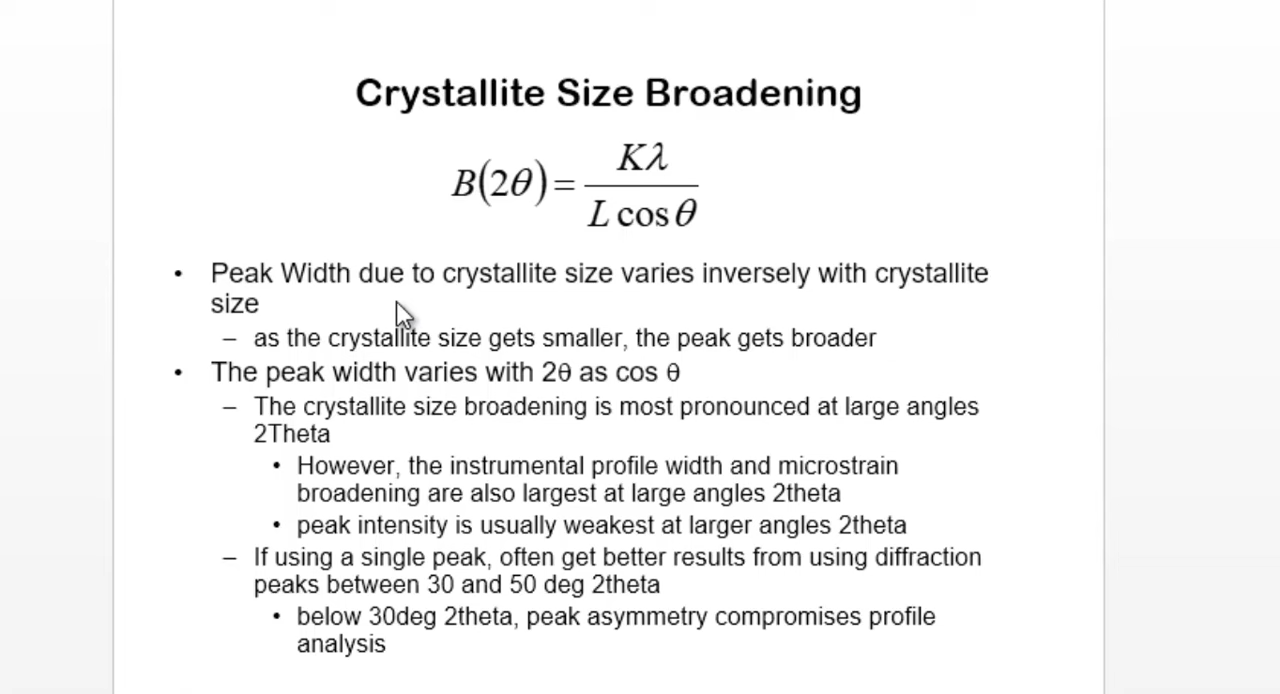 Crystallite Size Broadening
B(2θ) = Kλ / L cos θ
• Peak Width due to crystallite size varies inversely with crystallite
size
– as the crystallite size gets smaller, the peak gets broader
• The peak width varies with 2θ as cos θ
– The crystallite size broadening is most pronounced at large angles
2Theta
• However, the instrumental profile width and microstrain
broadening are also largest at large angles 2theta
• peak intensity is usually weakest at larger angles 2theta
– If using a single peak, often get better results from using diffraction
peaks between 30 and 50 deg 2theta
• below 30deg 2theta, peak asymmetry compromises profile
analysis